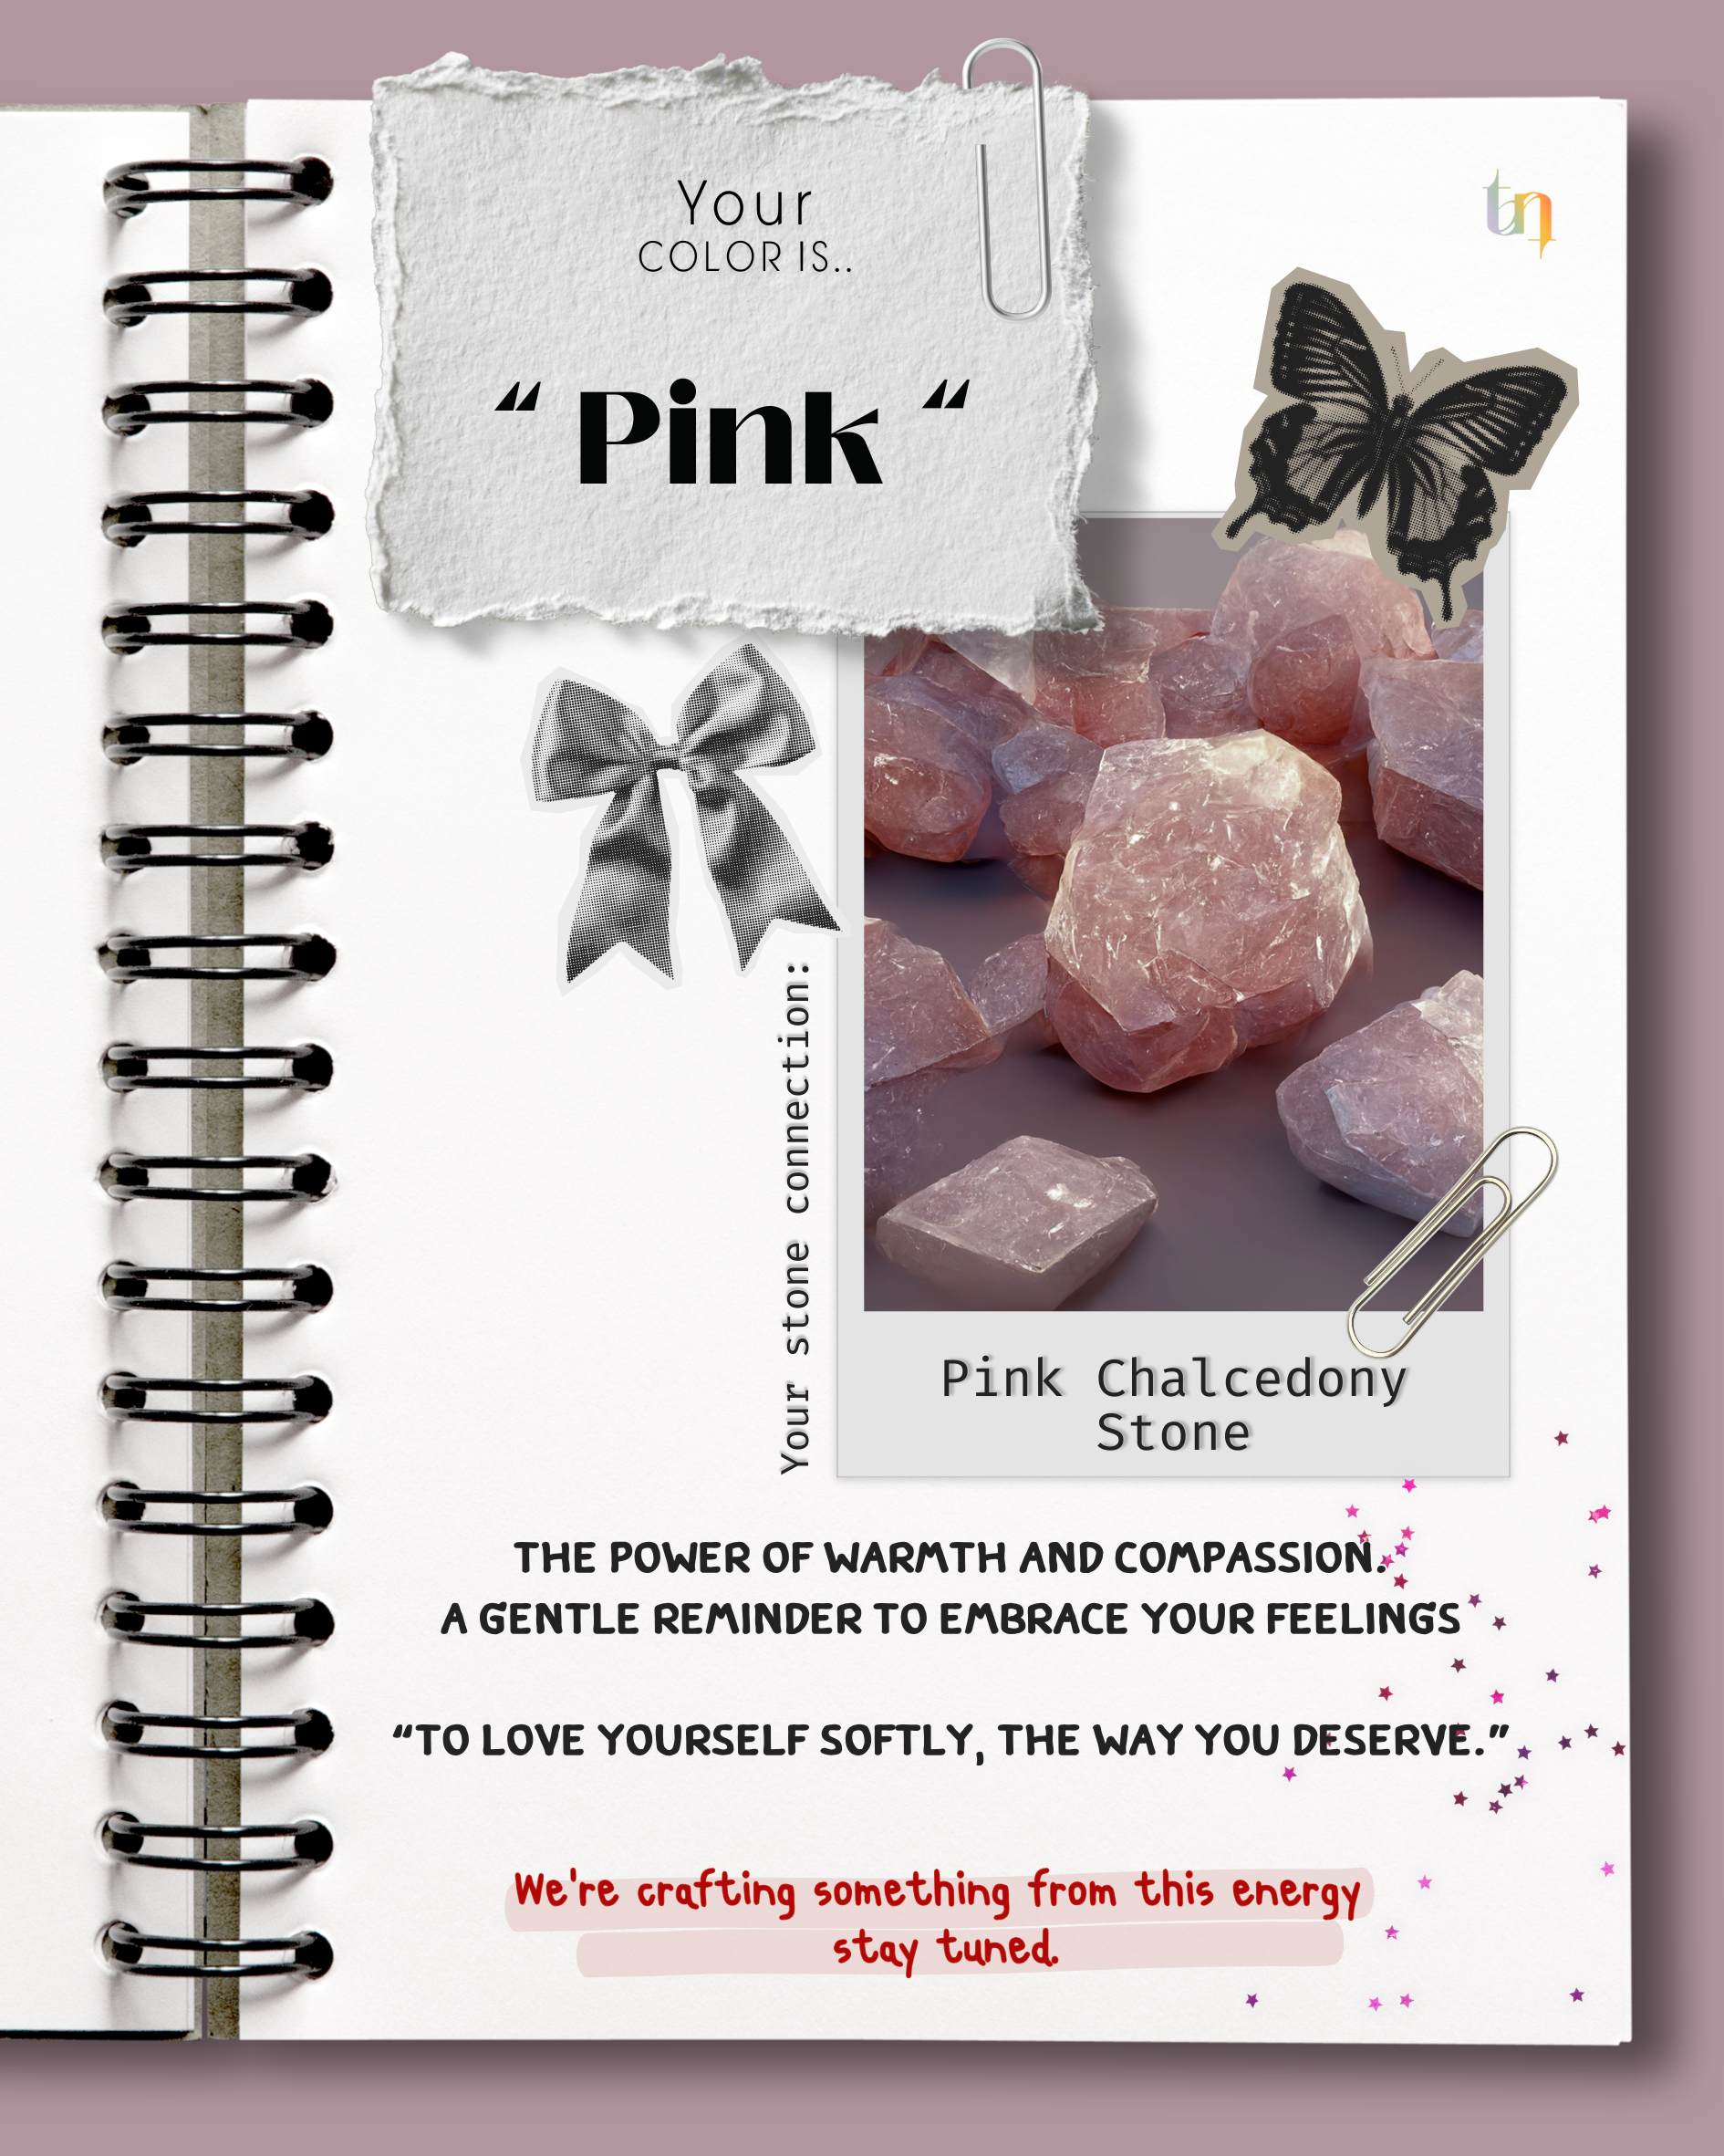 Your
COLOR IS..
“ Pink “
tn
Your stone connection:
Pink Chalcedony
Stone
THE POWER OF WARMTH AND COMPASSION.
A GENTLE REMINDER TO EMBRACE YOUR FEELINGS
“TO LOVE YOURSELF SOFTLY, THE WAY YOU DESERVE.”
We're crafting something from this energy
stay tuned.